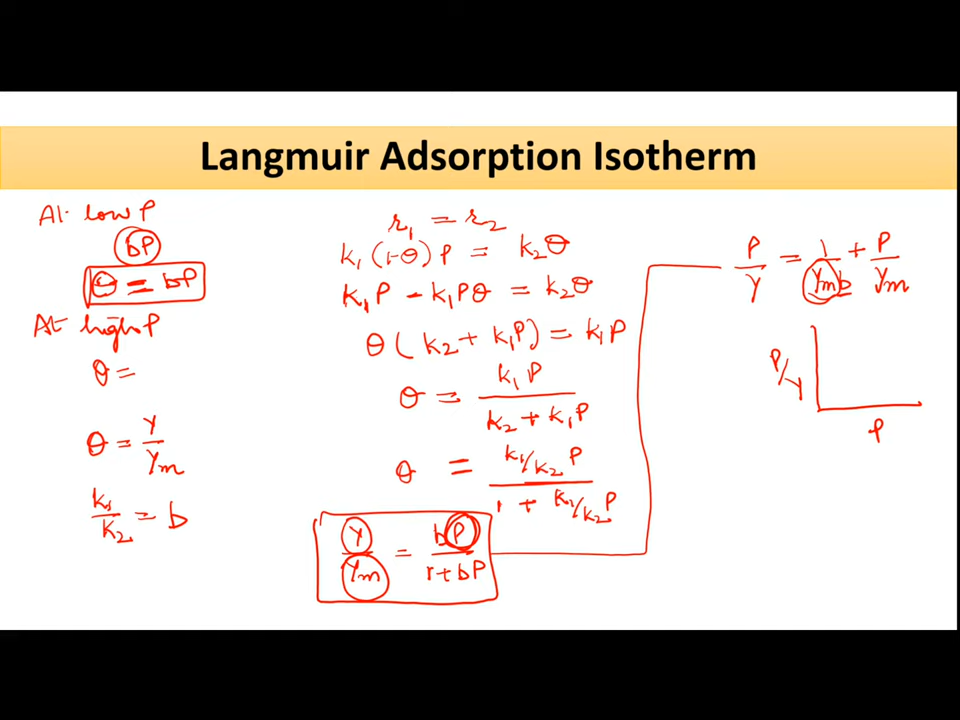 Langmuir Adsorption Isotherm
At low P
bP
θ = bP
At high P
θ =
θ = Y/Ym
k1/k2 = b
r1 = r2
k1(1-θ)P = k2θ
k1P - k1Pθ = k2θ
θ(k2 + k1P) = k1P
θ = k1P / k2 + k1P
θ = k1/k2 P / 1 + k1/k2 P
Y/Ym = bP / 1+bP
P/Y = 1/Ymb + P/Ym
P/Y
P